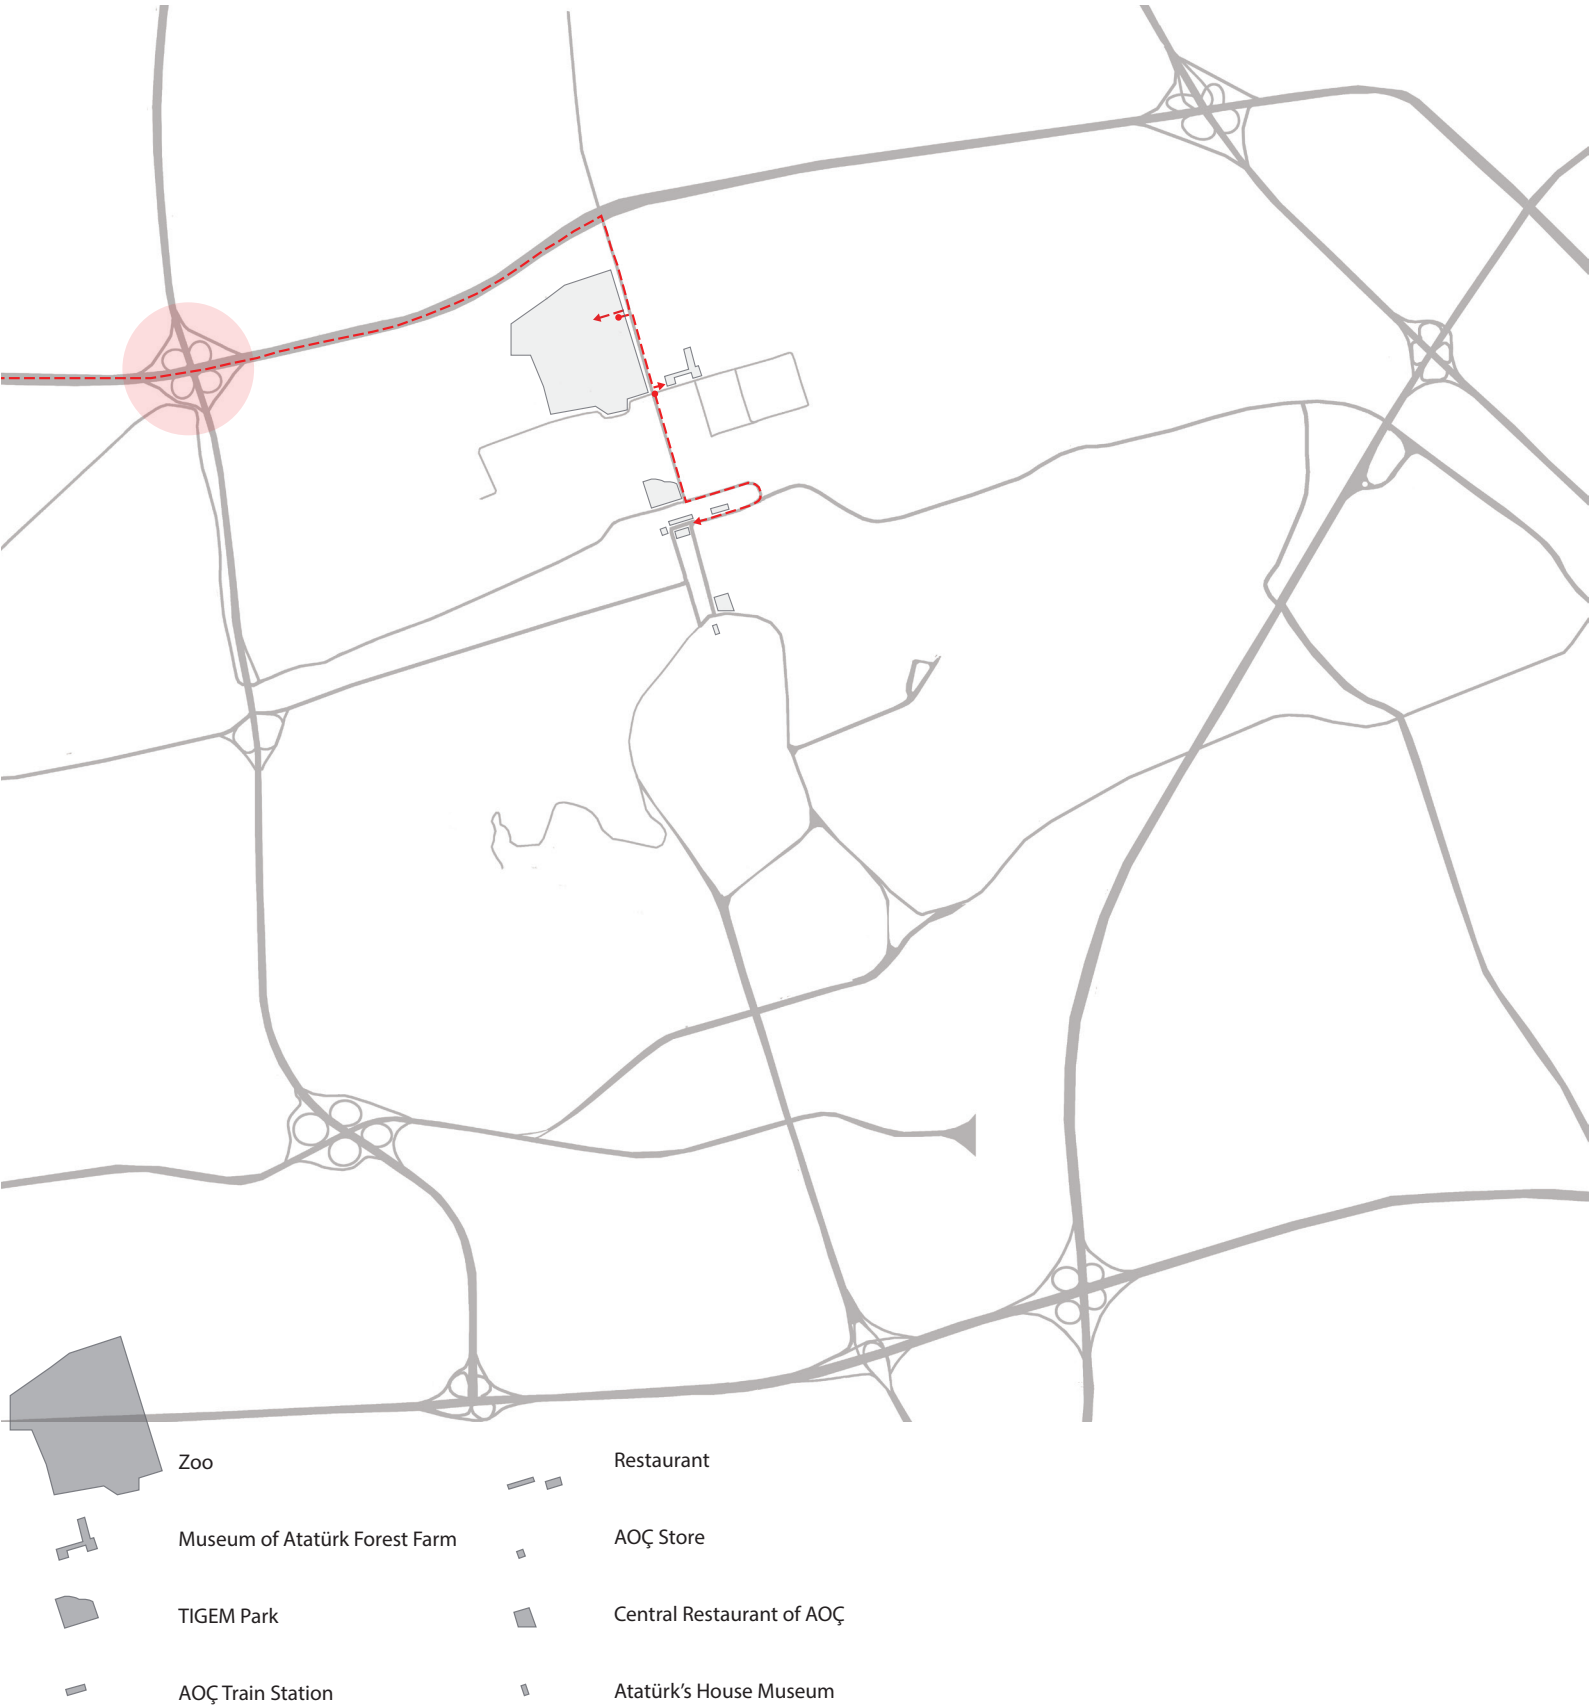 Zoo
Restaurant
Museum of Atatürk Forest Farm
AOÇ Store
TIGEM Park
Central Restaurant of AOÇ
AOÇ Train Station
Atatürk’s House Museum